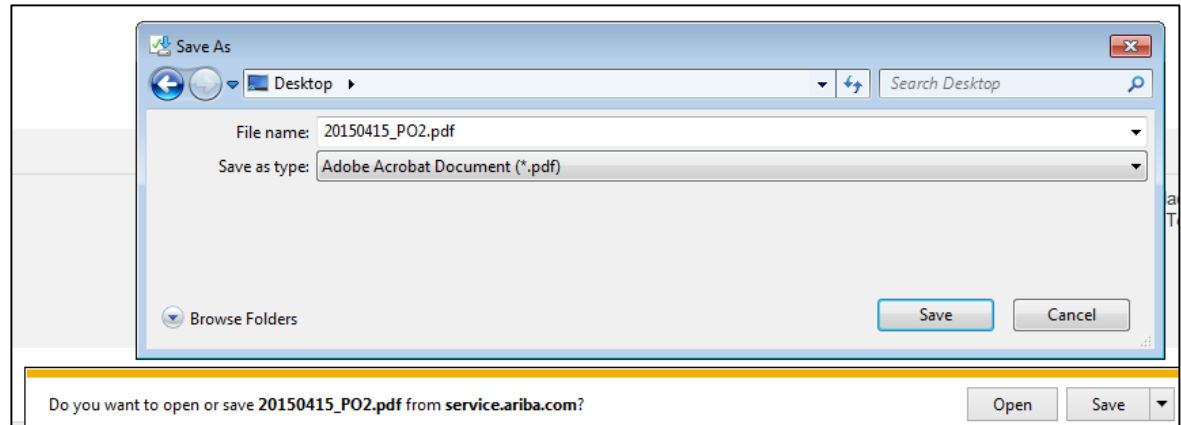 Save As
Desktop
Search Desktop
File name: 20150415_PO2.pdf
Save as type: Adobe Acrobat Document (*.pdf)
Browse Folders
Save Cancel
Do you want to open or save 20150415_PO2.pdf from service.ariba.com?
Open Save